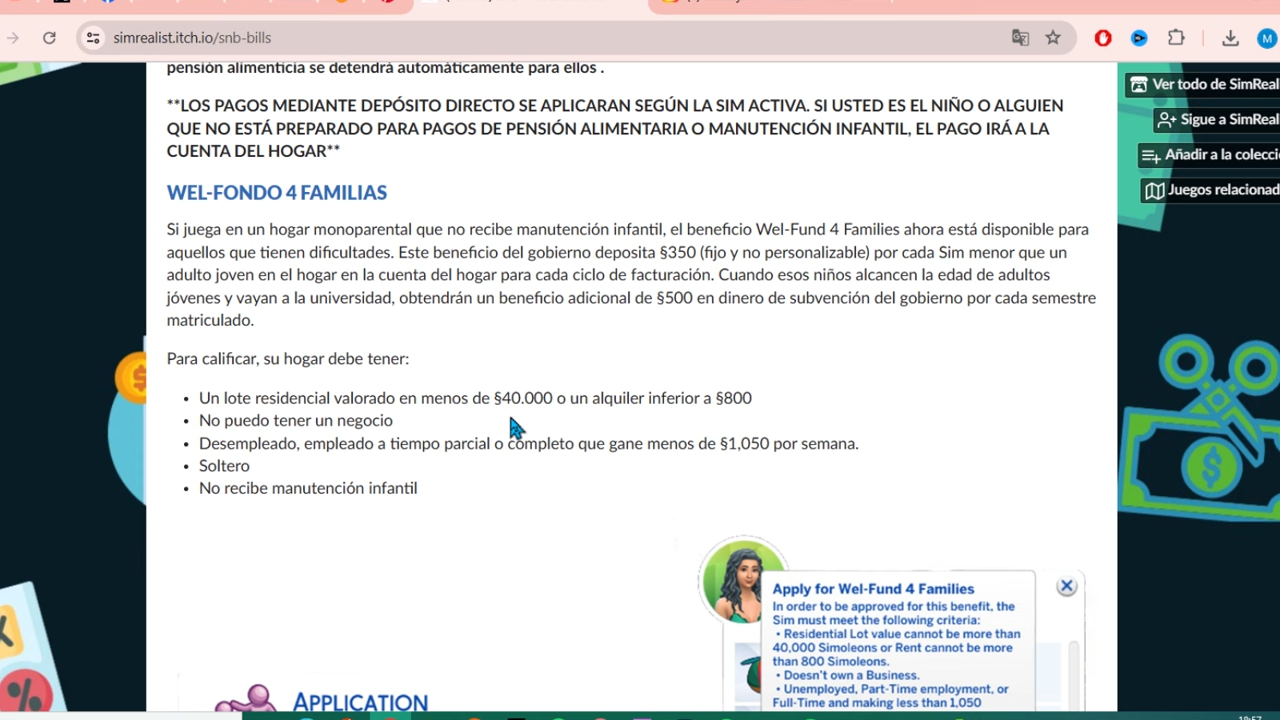 simrealist.itch.io/snb-bills
M
pensión alimenticia se detendrá automáticamente para ellos .
Ver todo de SimReal
**LOS PAGOS MEDIANTE DEPÓSITO DIRECTO SE APLICARAN SEGÚN LA SIM ACTIVA. SI USTED ES EL NIÑO O ALGUIEN
Sigue a SimReal
QUE NO ESTÁ PREPARADO PARA PAGOS DE PENSIÓN ALIMENTARIA O MANUTENCIÓN INFANTIL, EL PAGO IRÁ A LA
CUENTA DEL HOGAR**
Añadir a la colecci
Juegos relacionad
WEL-FONDO 4 FAMILIAS
Si juega en un hogar monoparental que no recibe manutención infantil, el beneficio Wel-Fund 4 Families ahora está disponible para
aquellos que tienen dificultades. Este beneficio del gobierno deposita §350 (fijo y no personalizable) por cada Sim menor que un
adulto joven en el hogar en la cuenta del hogar para cada ciclo de facturación. Cuando esos niños alcancen la edad de adultos
jóvenes y vayan a la universidad, obtendrán un beneficio adicional de §500 en dinero de subvención del gobierno por cada semestre
matriculado.
Para calificar, su hogar debe tener:
• Un lote residencial valorado en menos de §40.000 o un alquiler inferior a §800
• No puedo tener un negocio
• Desempleado, empleado a tiempo parcial o completo que gane menos de §1,050 por semana.
• Soltero
• No recibe manutención infantil
Apply for Wel-Fund 4 Families
In order to be approved for this benefit, the
Sim must meet the following criteria:
• Residential Lot value cannot be more than
40,000 Simoleons or Rent cannot be more
than 800 Simoleons.
• Doesn't own a Business.
• Unemployed, Part-Time employment, or
Full-Time and making less than 1,050
APPLICATION